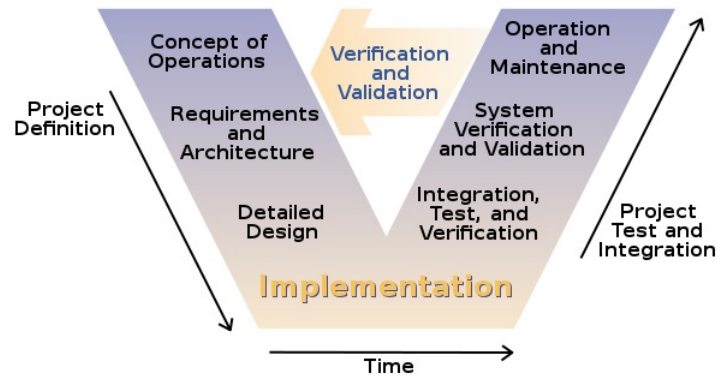 Concept of
Operations
Verification
and
Validation
Operation
and
Maintenance
Project
Definition
Requirements
and
Architecture
System
Verification
and Validation
Detailed
Design
Integration,
Test, and
Verification
Project
Test and
Integration
Implementation
Time